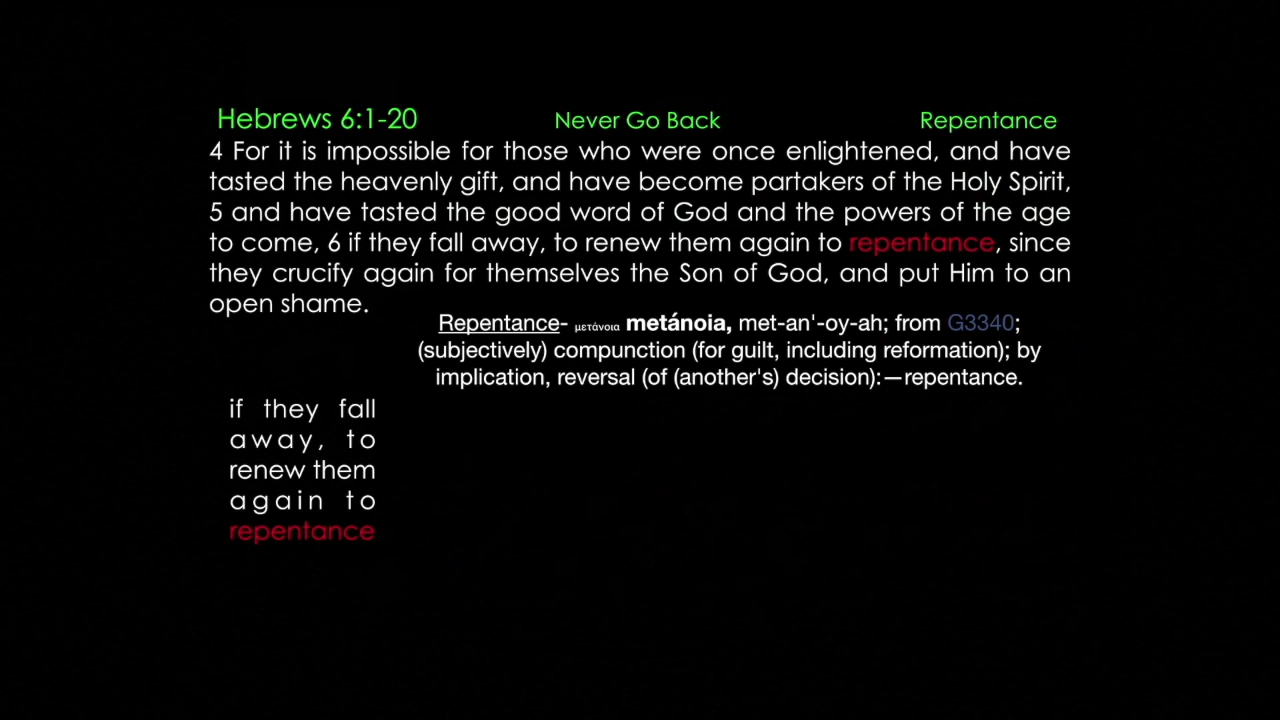 Hebrews 6:1-20 Never Go Back Repentance
4 For it is impossible for those who were once enlightened, and have
tasted the heavenly gift, and have become partakers of the Holy Spirit,
5 and have tasted the good word of God and the powers of the age
to come, 6 if they fall away, to renew them again to repentance, since
they crucify again for themselves the Son of God, and put Him to an
open shame.
Repentance- μετάνοια metánoia, met-an'-oy-ah; from G3340;
(subjectively) compunction (for guilt, including reformation); by
implication, reversal (of (another's) decision):—repentance.
if they fall
away, to
renew them
again to
repentance